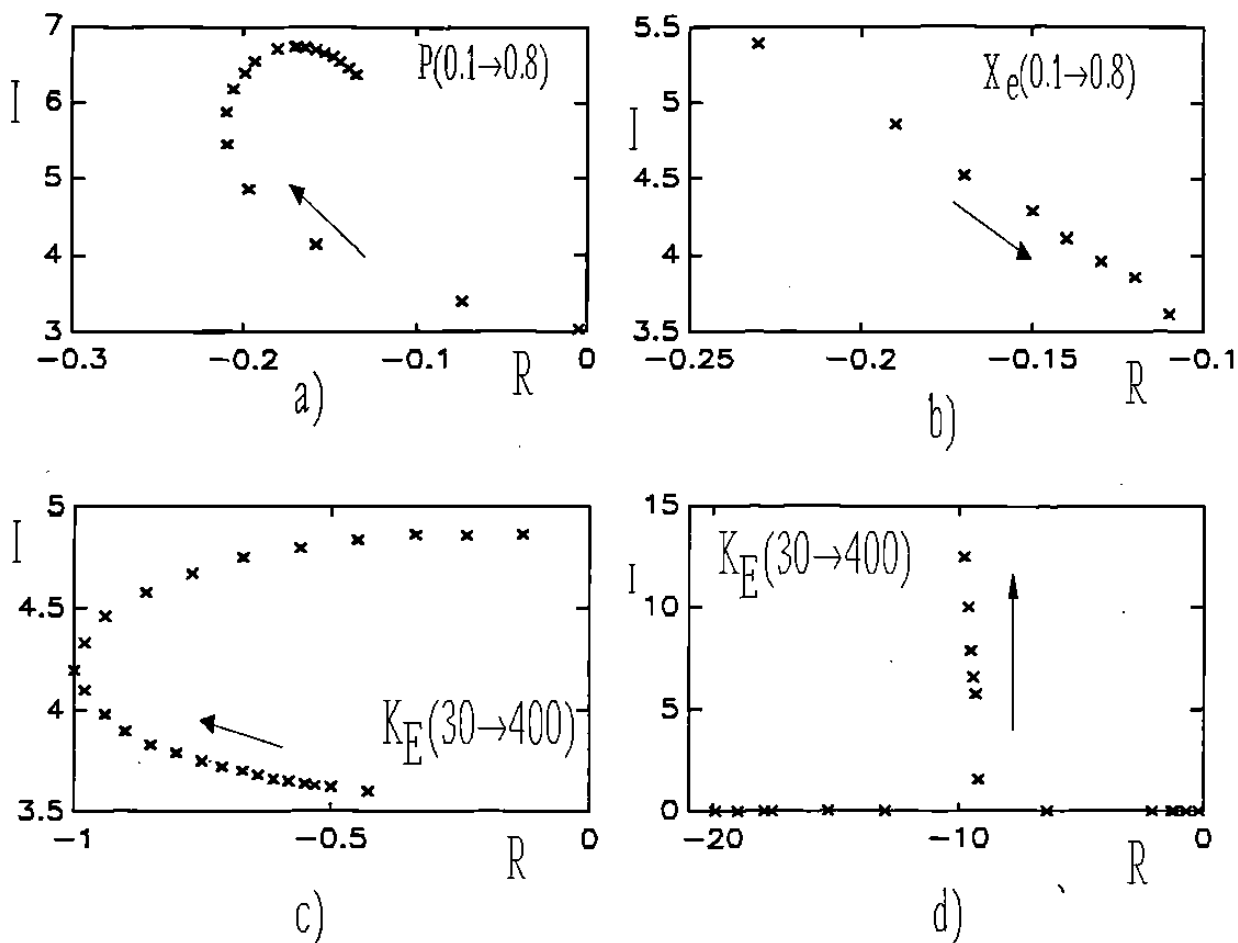 7
6
5
4
3
I
P(0.1→0.8)
-0.3
-0.2
-0.1
0
R
a)
5.5
5
4.5
4
3.5
I
X_e(0.1→0.8)
-0.25
-0.2
-0.15
-0.1
R
b)
5
4.5
4
3.5
I
K_E(30→400)
-1
-0.5
0
R
c)
15
10
5
0
I
K_E(30→400)
-20
-10
0
R
d)